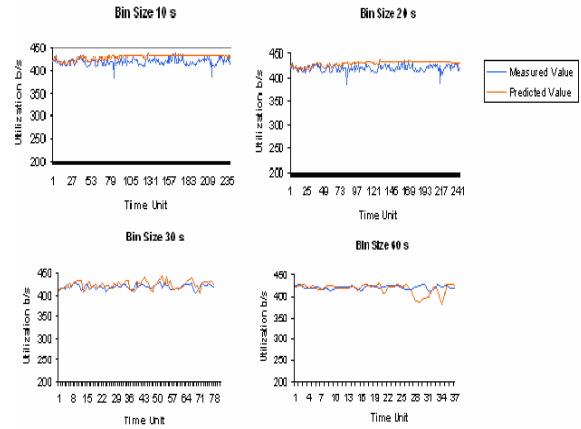 Bin Size 10 s
Utilization b/s
450
400
350
300
250
200
1 27 53 79 105 131 157 183 209 235
Time Unit
Bin Size 20 s
Utilization b/s
450
400
350
300
250
200
1 25 49 73 97 121 145 169 193 217 241
Time Unit
Measured Value
Predicted Value
Bin Size 30 s
Utilization b/s
450
400
350
300
250
200
1 8 15 22 29 36 43 50 57 64 71 78
Time Unit
Bin Size 60 s
Utilization b/s
450
400
350
300
250
200
1 4 7 10 13 16 19 22 25 28 31 34 37
Time Unit